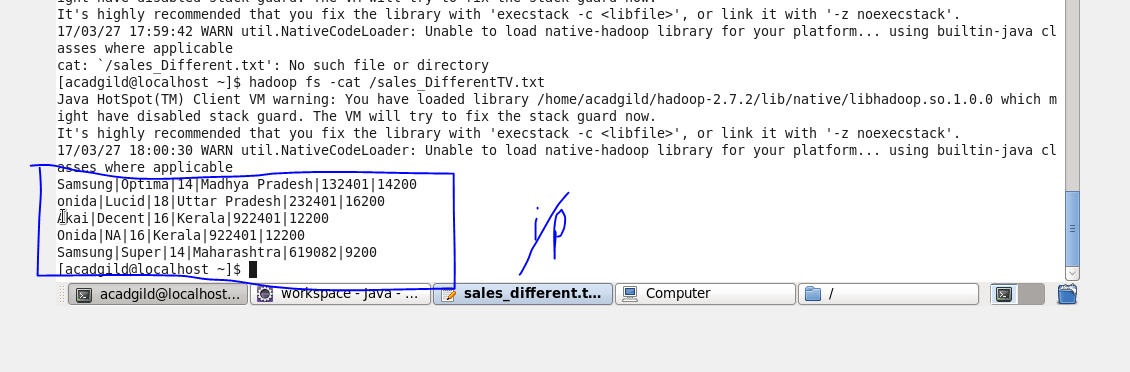 ight have disabled stack guard. The VM will try to fix the stack guard now.
It's highly recommended that you fix the library with 'execstack -c <libfile>', or link it with '-z noexecstack'.
17/03/27 17:59:42 WARN util.NativeCodeLoader: Unable to load native-hadoop library for your platform... using builtin-java cl
asses where applicable
cat: `/sales_Different.txt': No such file or directory
[acadgild@localhost ~]$ hadoop fs -cat /sales_DifferentTV.txt
Java HotSpot(TM) Client VM warning: You have loaded library /home/acadgild/hadoop-2.7.2/lib/native/libhadoop.so.1.0.0 which m
ight have disabled stack guard. The VM will try to fix the stack guard now.
It's highly recommended that you fix the library with 'execstack -c <libfile>', or link it with '-z noexecstack'.
17/03/27 18:00:30 WARN util.NativeCodeLoader: Unable to load native-hadoop library for your platform... using builtin-java cl
asses where applicable
Samsung|Optima|14|Madhya Pradesh|132401|14200
onida|Lucid|18|Uttar Pradesh|232401|16200
Akai|Decent|16|Kerala|922401|12200
Onida|NA|16|Kerala|922401|12200
Samsung|Super|14|Maharashtra|619082|9200
[acadgild@localhost ~]$
i/p
acadgild@localhost... workspace - Java - ... sales_different.t... Computer /